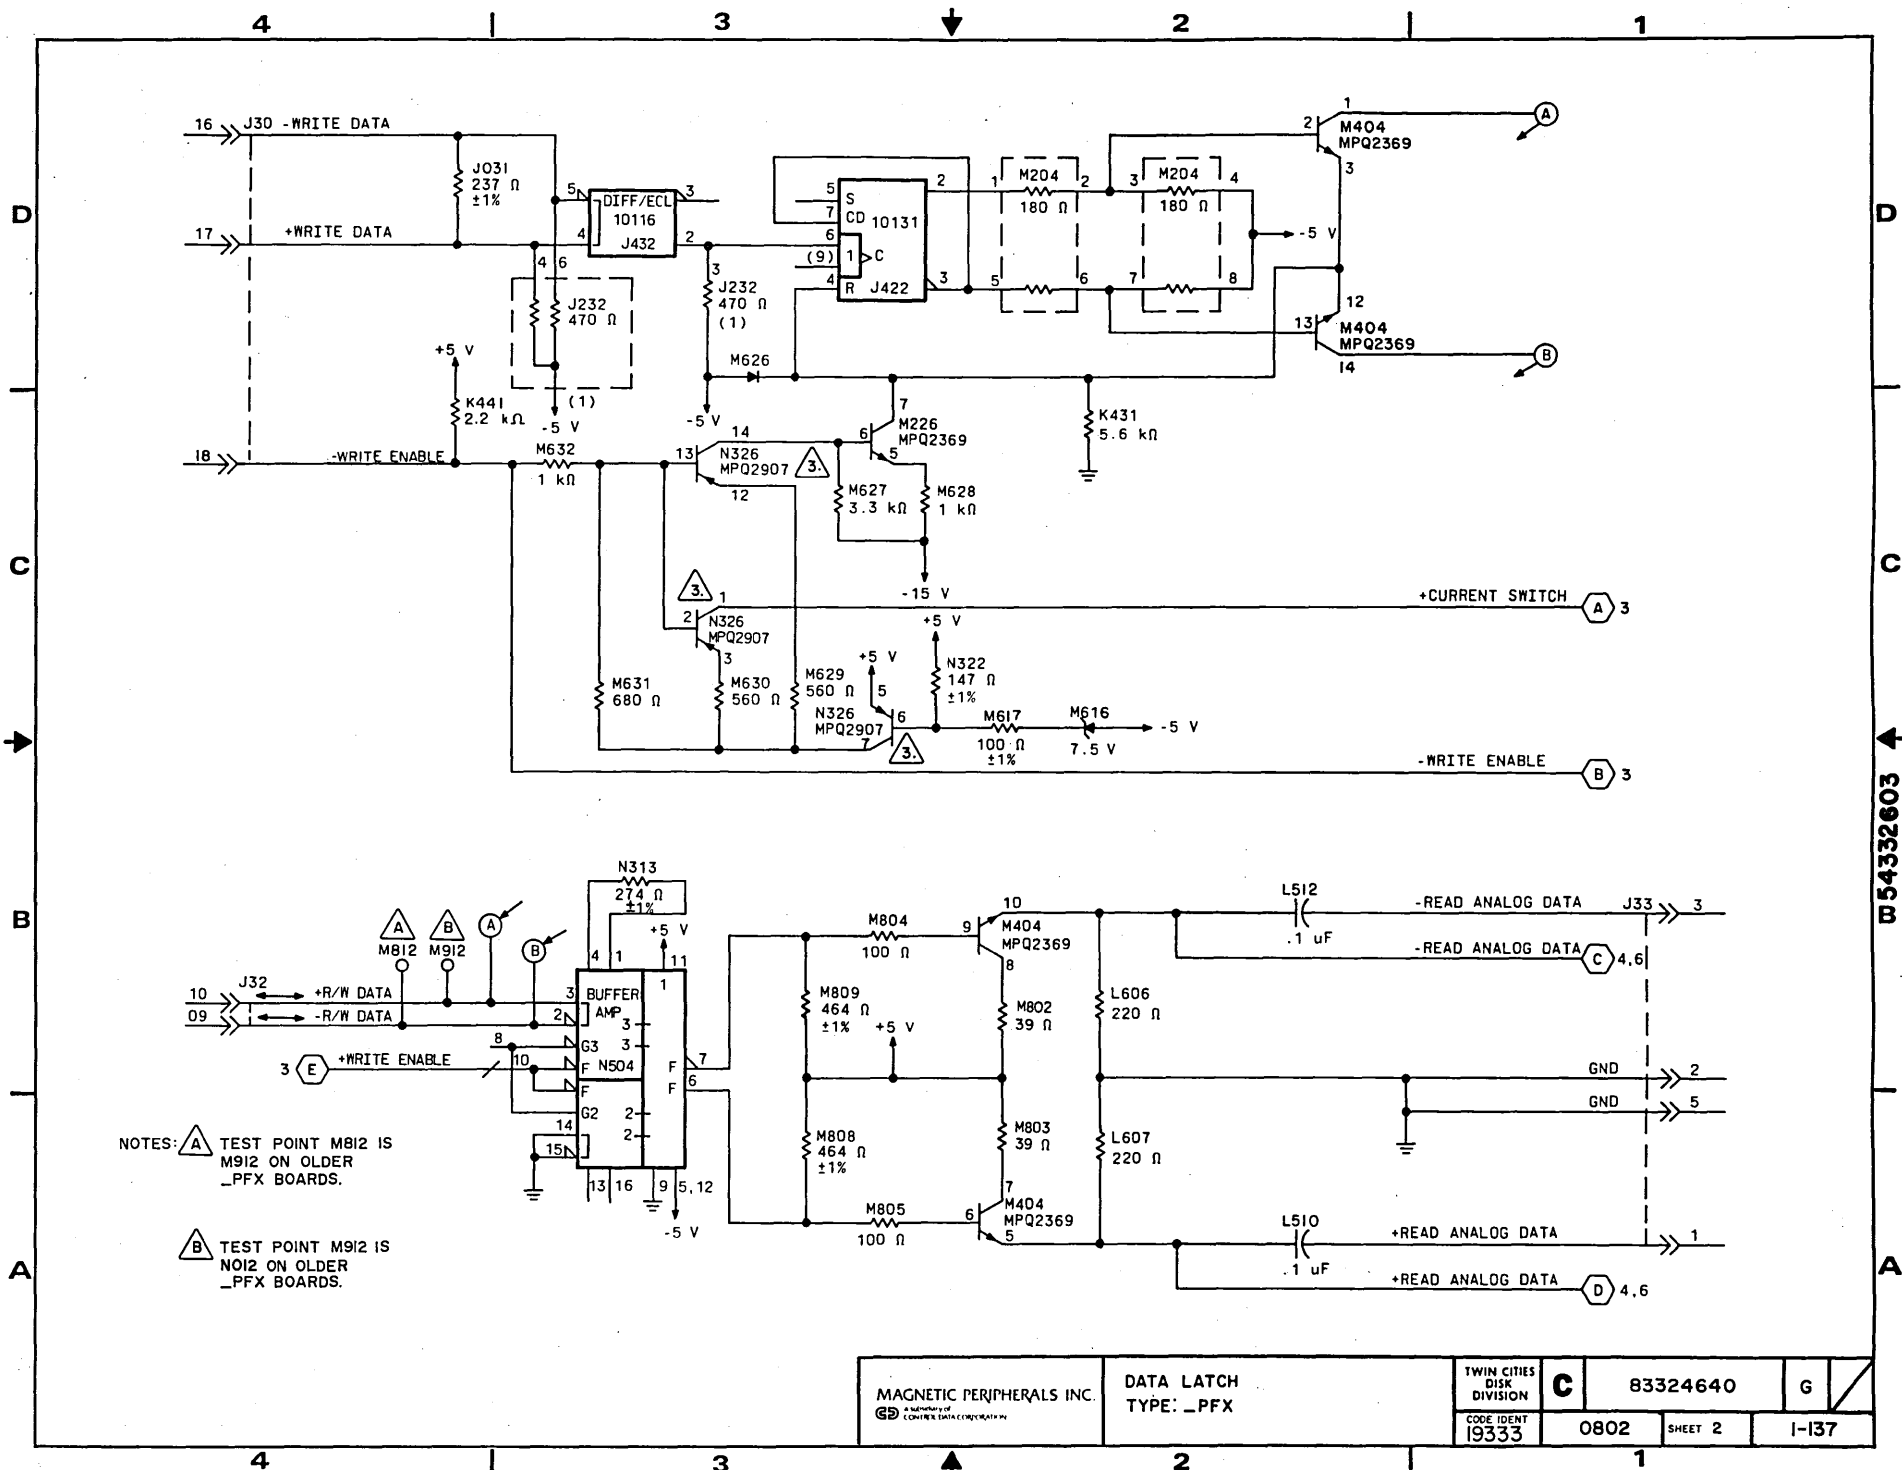 4 3 2 1
16 J30 -WRITE DATA
J031
237 Ω
±1%
17 +WRITE DATA
5 3
DIFF/ECL
10116
4 J432 2
4 6
J232
470 Ω
(1)
-5 V
3
J232
470 Ω
(1)
-5 V
M626
5 S 2
7 CD 10131
6
(9) 1 C
4 R J422 3
1 M204 2
180 Ω
5 6
3 M204 4
180 Ω
7 8
-5 V
1
2 M404
MPQ2369
3
A
12
13 M404
MPQ2369
14
B
+5 V
K441
2.2 kΩ
18 -WRITE ENABLE
M632
1 kΩ
14
13 N326
MPQ2907
12
3.
7
M226
6 MPQ2369
5
M627
3.3 kΩ
M628
1 kΩ
-15 V
K431
5.6 kΩ
3.
1
2 N326
MPQ2907
3
+CURRENT SWITCH A 3
M631
680 Ω
M630
560 Ω
M629
560 Ω
+5 V
5
N326 6
MPQ2907
7
3.
+5 V
N322
147 Ω
±1%
M617
100 Ω
±1%
M616
7.5 V
-5 V
-WRITE ENABLE B 3
N313
274 Ω
±1%
+5 V
A B A
M812 M912 B
4 1 11
1
J32
10 +R/W DATA 3
09 -R/W DATA 2
BUFFER
AMP
3
8 G3 3
3 E +WRITE ENABLE 10 F N504 F 7
F F 6
G2 2
14 2
15
13 16 9 5,12
-5 V
M804
100 Ω
10
9 M404
MPQ2369
8
M809
464 Ω
±1%
+5 V
M802
39 Ω
L606
220 Ω
M808
464 Ω
±1%
M803
39 Ω
L607
220 Ω
M805
100 Ω
7
6 M404
MPQ2369
5
L512
.1 uF
-READ ANALOG DATA J33 3
-READ ANALOG DATA C 4,6
GND 2
GND 5
L510
.1 uF
+READ ANALOG DATA 1
+READ ANALOG DATA D 4,6
NOTES: A TEST POINT M812 IS
M912 ON OLDER
_PFX BOARDS.
B TEST POINT M912 IS
N012 ON OLDER
_PFX BOARDS.
D D
C C
B B
A A
54332603
MAGNETIC PERIPHERALS INC.
a subsidiary of
CONTROL DATA CORPORATION
DATA LATCH
TYPE: _PFX
TWIN CITIES
DISK
DIVISION
C 83324640 G
CODE IDENT
19333
0802 SHEET 2 1-137
4 3 2 1